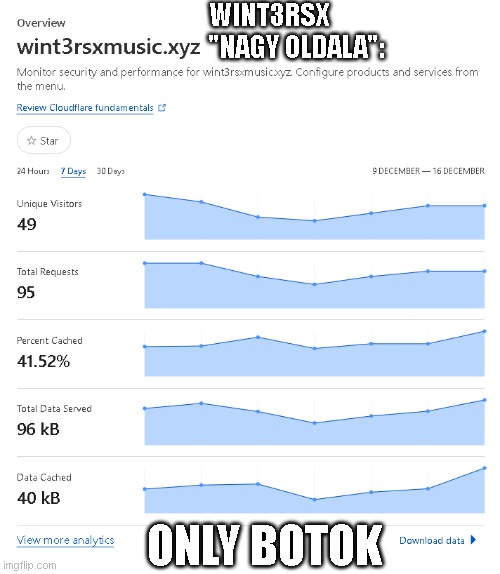 WINT3RSX
"NAGY OLDALA":
Overview
wint3rsxmusic.xyz
Monitor security and performance for wint3rsxmusic.xyz. Configure products and services from
the menu.
Review Cloudflare fundamentals
Star
24 Hours 7 Days 30 Days
9 DECEMBER — 16 DECEMBER
Unique Visitors
49
Total Requests
95
Percent Cached
41.52%
Total Data Served
96 kB
Data Cached
40 kB
View more analytics
Download data
ONLY BOTOK
imgflip.com